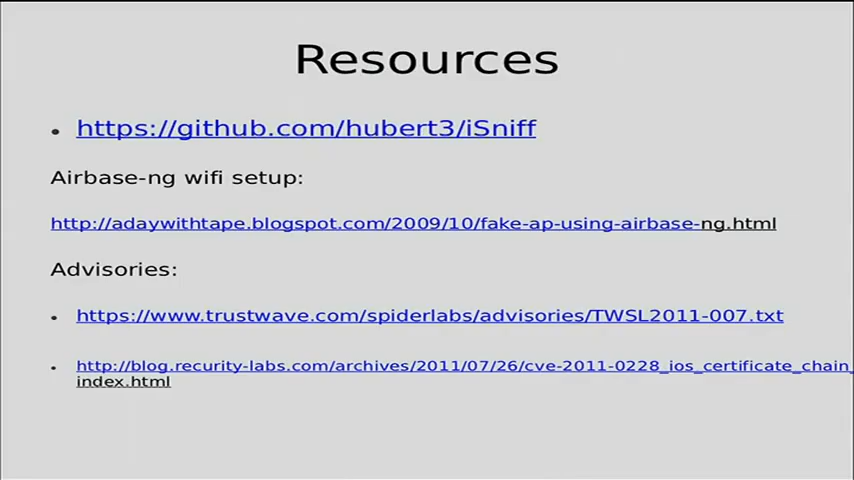 Resources
• https://github.com/hubert3/iSniff
Airbase-ng wifi setup:
http://adaywithtape.blogspot.com/2009/10/fake-ap-using-airbase-ng.html
Advisories:
• https://www.trustwave.com/spiderlabs/advisories/TWSL2011-007.txt
• http://blog.recurity-labs.com/archives/2011/07/26/cve-2011-0228_ios_certificate_chain_
index.html